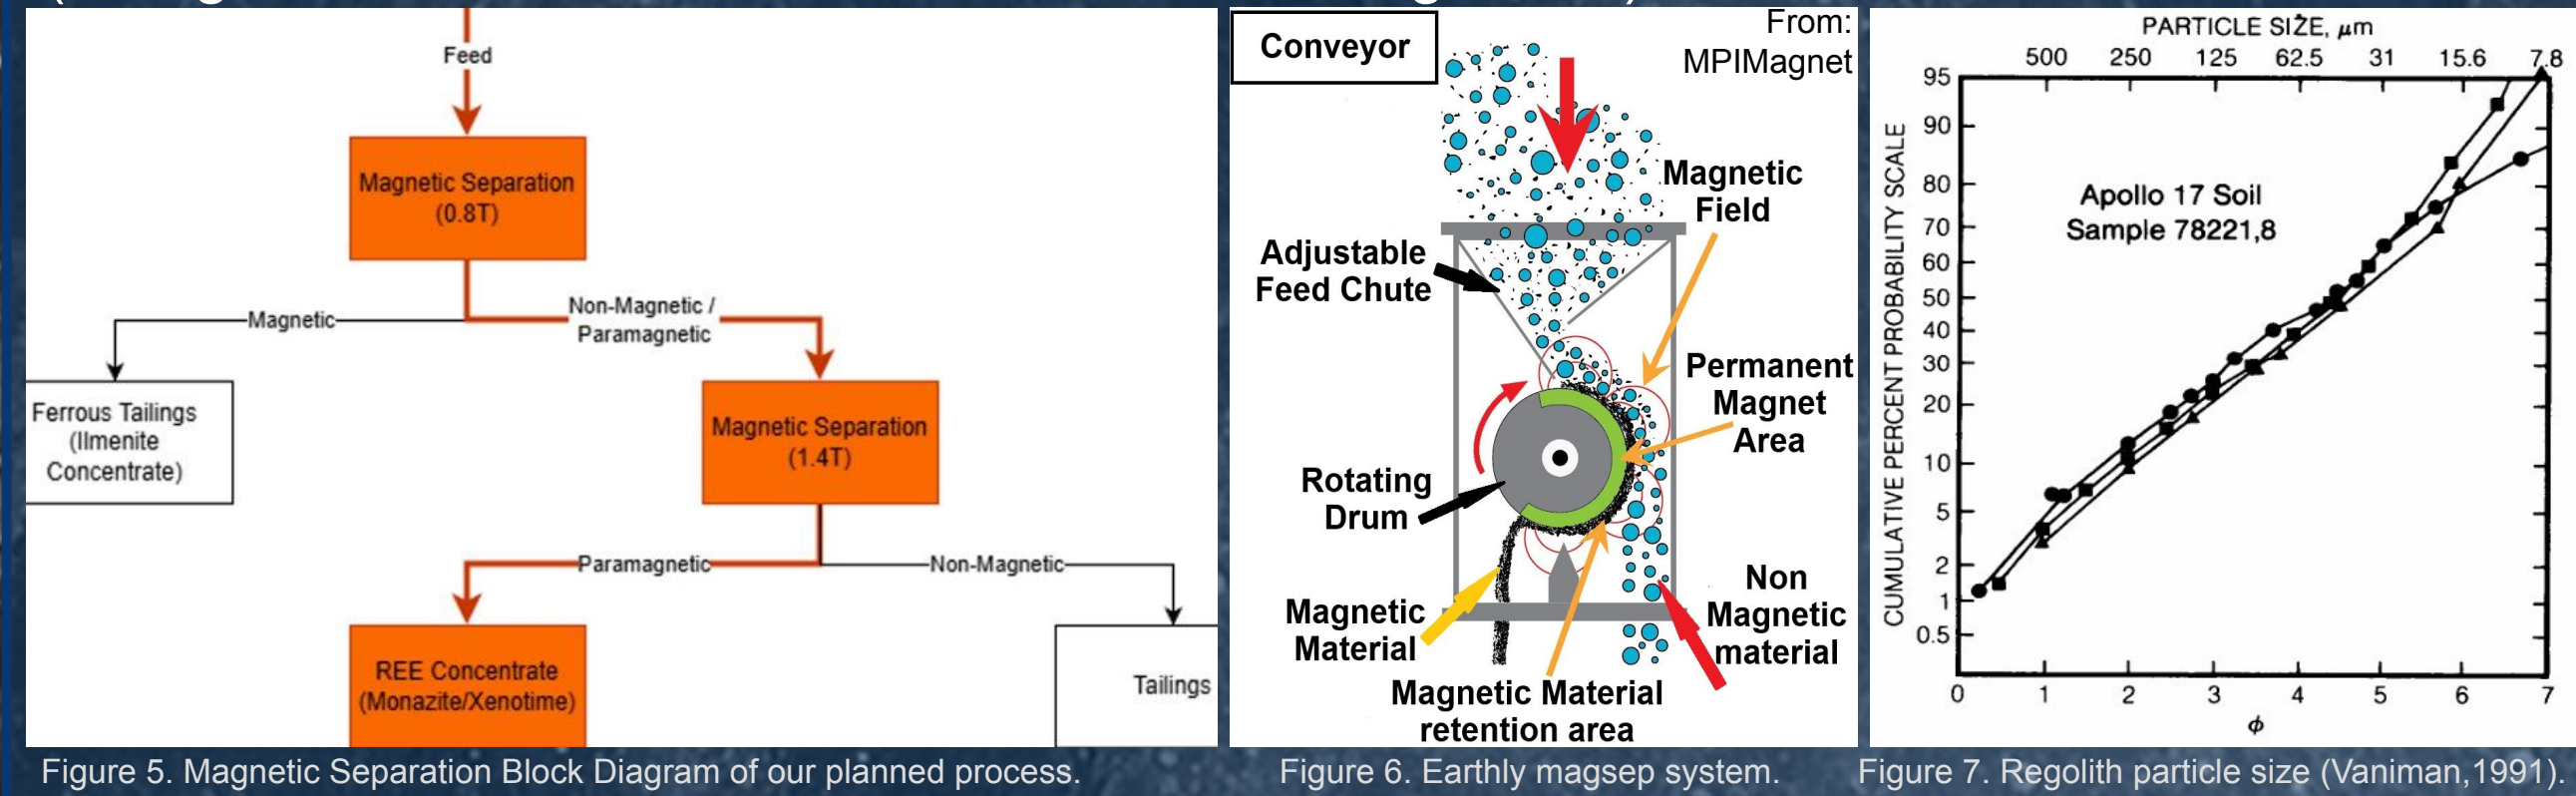 Feed
Magnetic Separation
(0.8T)
Magnetic
Non-Magnetic /
Paramagnetic
Ferrous Tailings
(Ilmenite
Concentrate)
Magnetic Separation
(1.4T)
Paramagnetic
Non-Magnetic
REE Concentrate
(Monazite/Xenotime)
Tailings
Figure 5. Magnetic Separation Block Diagram of our planned process.
Conveyor
From:
MPIMagnet
Magnetic
Field
Adjustable
Feed Chute
Permanent
Magnet
Area
Rotating
Drum
Magnetic
Material
Non
Magnetic
material
Magnetic Material
retention area
Figure 6. Earthly magsep system.
PARTICLE SIZE, μm
500 250 125 62.5 31 15.6 7.8
CUMULATIVE PERCENT PROBABILITY SCALE
95
90
80
70
60
50
40
30
20
10
5
2
1
0.5
Apollo 17 Soil
Sample 78221,8
0 1 2 3 4 5 6 7
ϕ
Figure 7. Regolith particle size (Vaniman,1991).